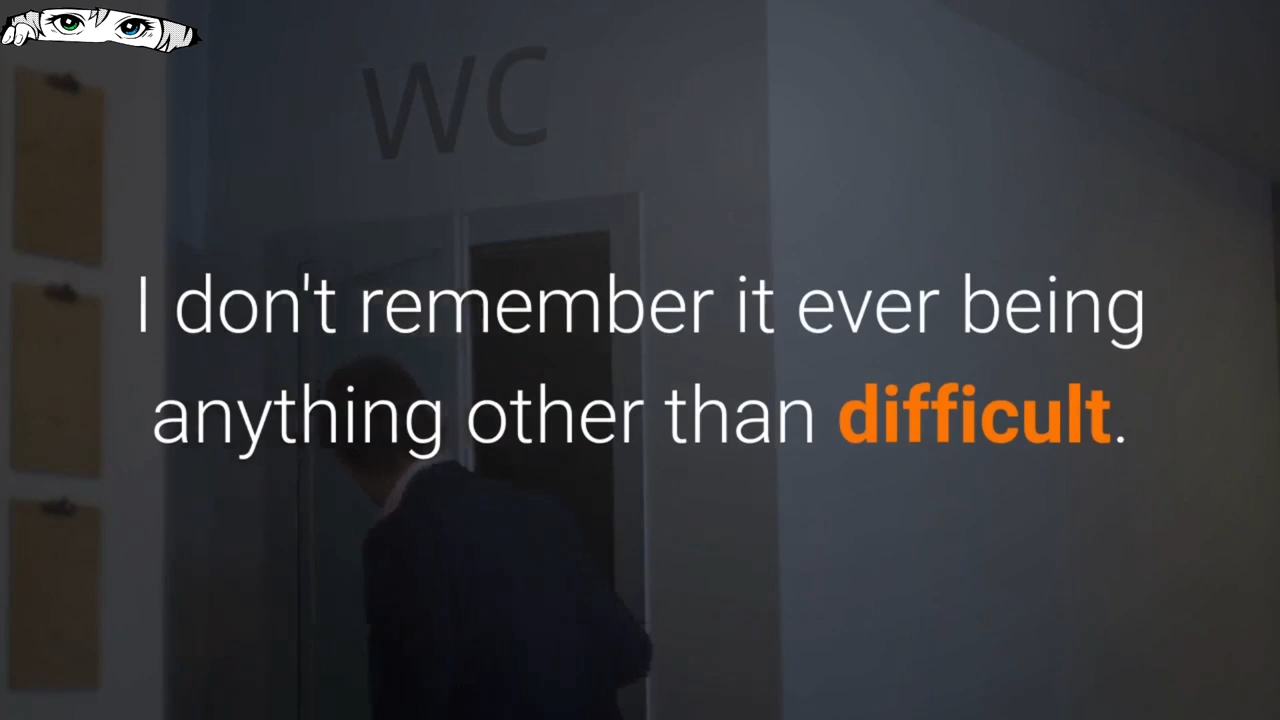 WC
I don't remember it ever being
anything other than difficult.